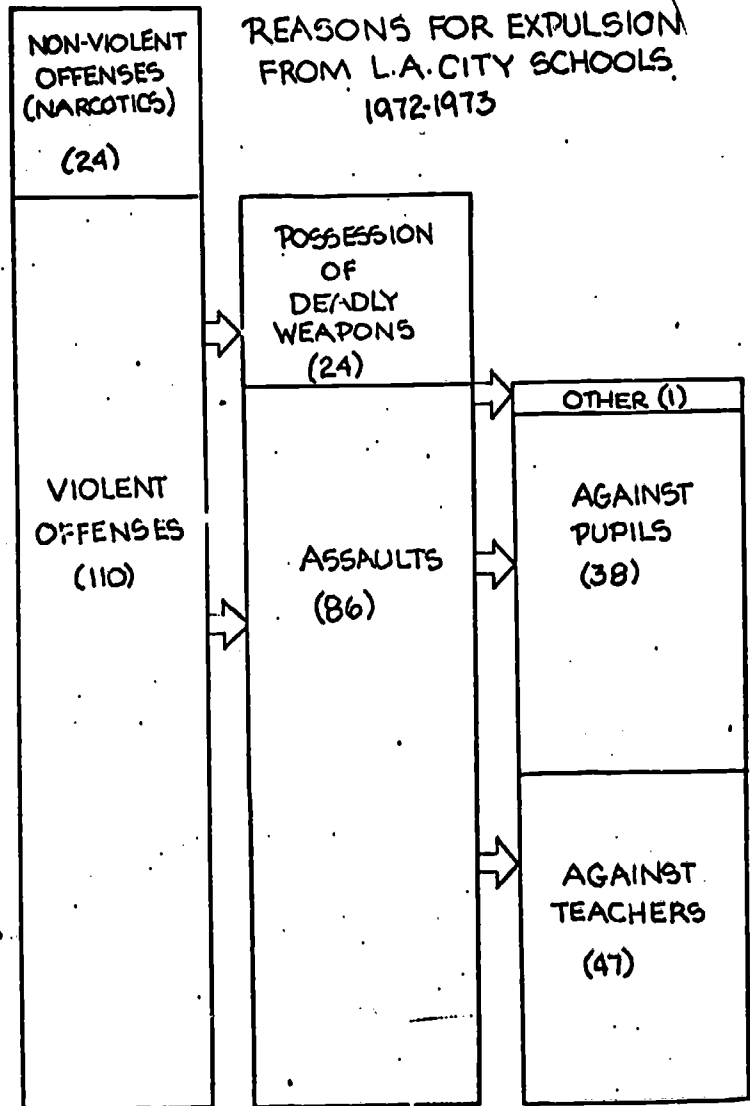 REASONS FOR EXPULSION
FROM L.A. CITY SCHOOLS
1972-1973
NON-VIOLENT
OFFENSES
(NARCOTICS)
(24)
VIOLENT
OFFENSES
(110)
POSSESSION
OF
DEADLY
WEAPONS
(24)
ASSAULTS
(86)
OTHER (1)
AGAINST
PUPILS
(38)
AGAINST
TEACHERS
(47)